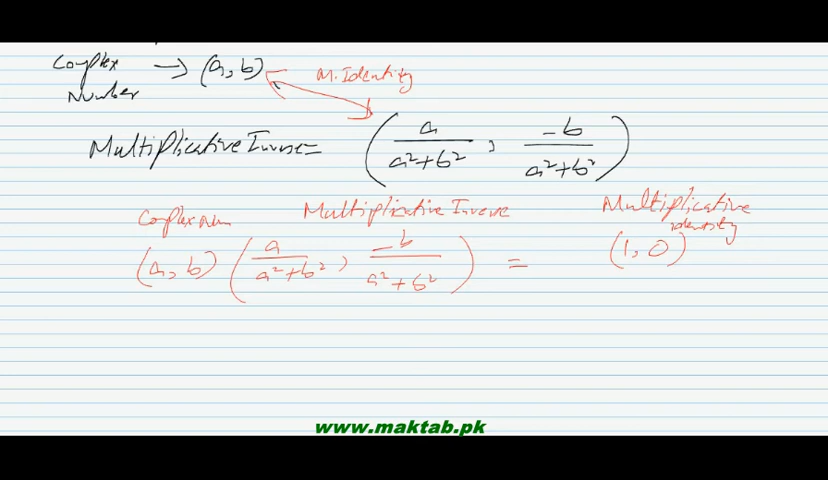 Complex → (a, b) M. Identity
Number
Multiplicative Inverse = (a/a²+b², -b/a²+b²)
Complex Num Multiplicative Inverse Multiplicative
identity
(a, b) (a/a²+b², -b/a²+b²) = (1, 0)
www.maktab.pk